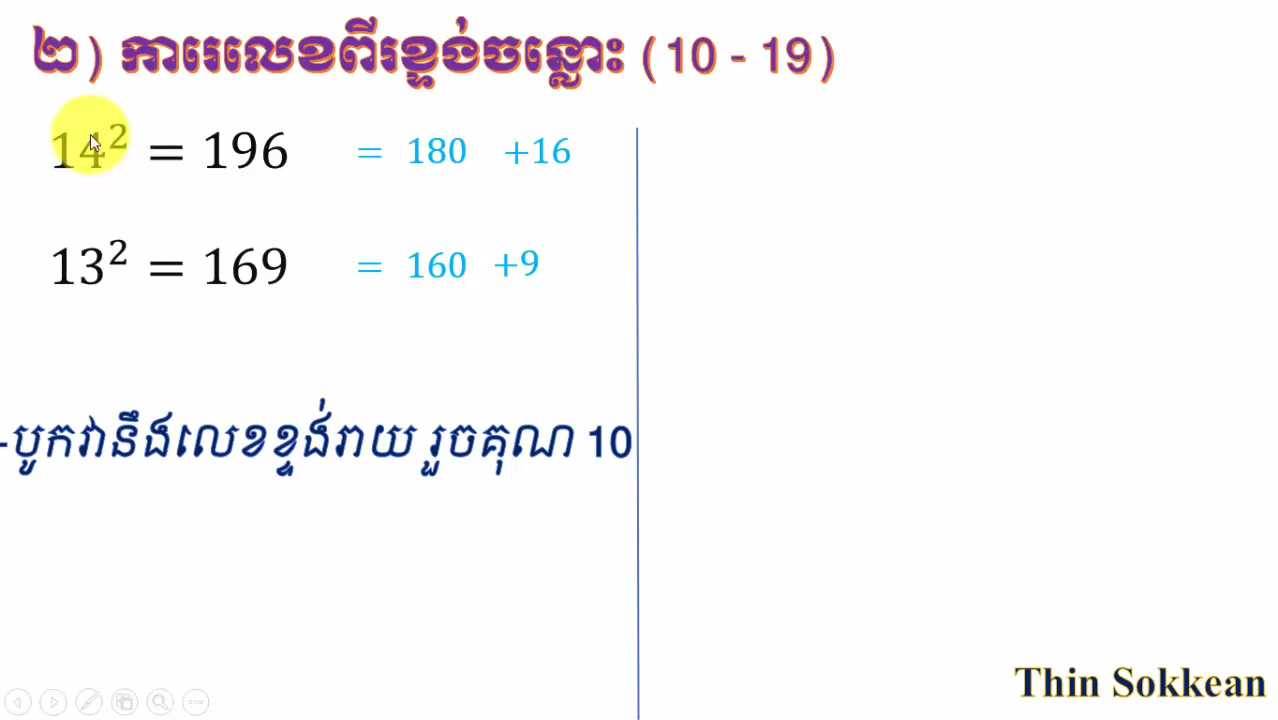 ២) ការេលេខពីរខ្ទង់ចន្លោះ (10 - 19)
14² = 196 = 180 +16
13² = 169 = 160 +9
-បូកវានឹងលេខខ្ទង់រាយ រួចគុណ 10
Thin Sokkean